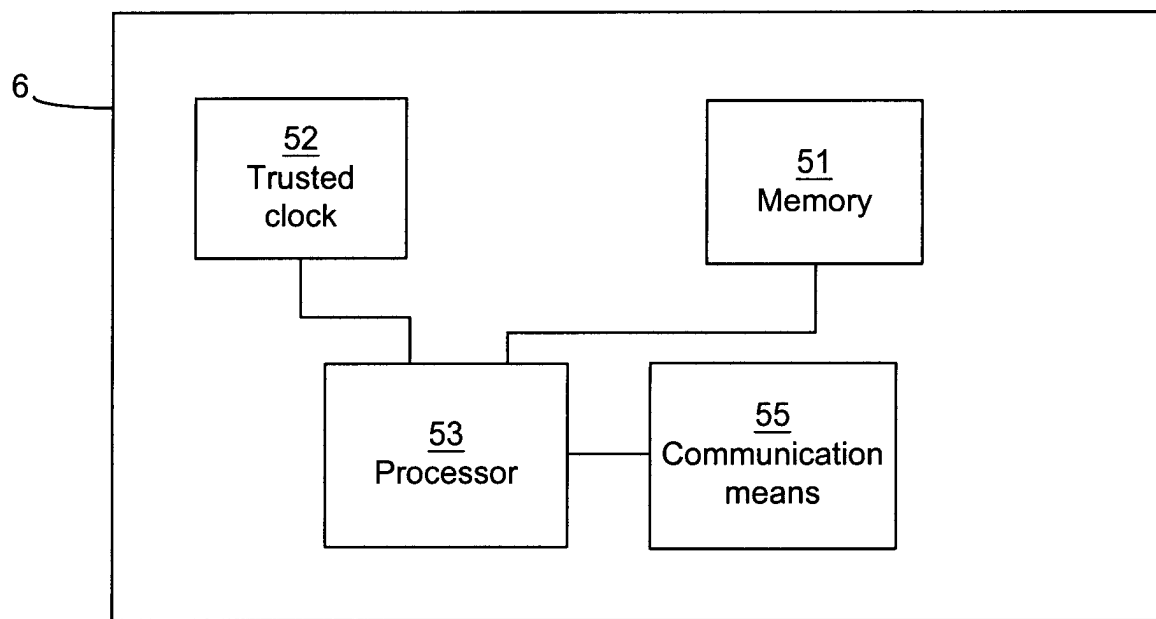 6
52
Trusted
clock
51
Memory
53
Processor
55
Communication
means